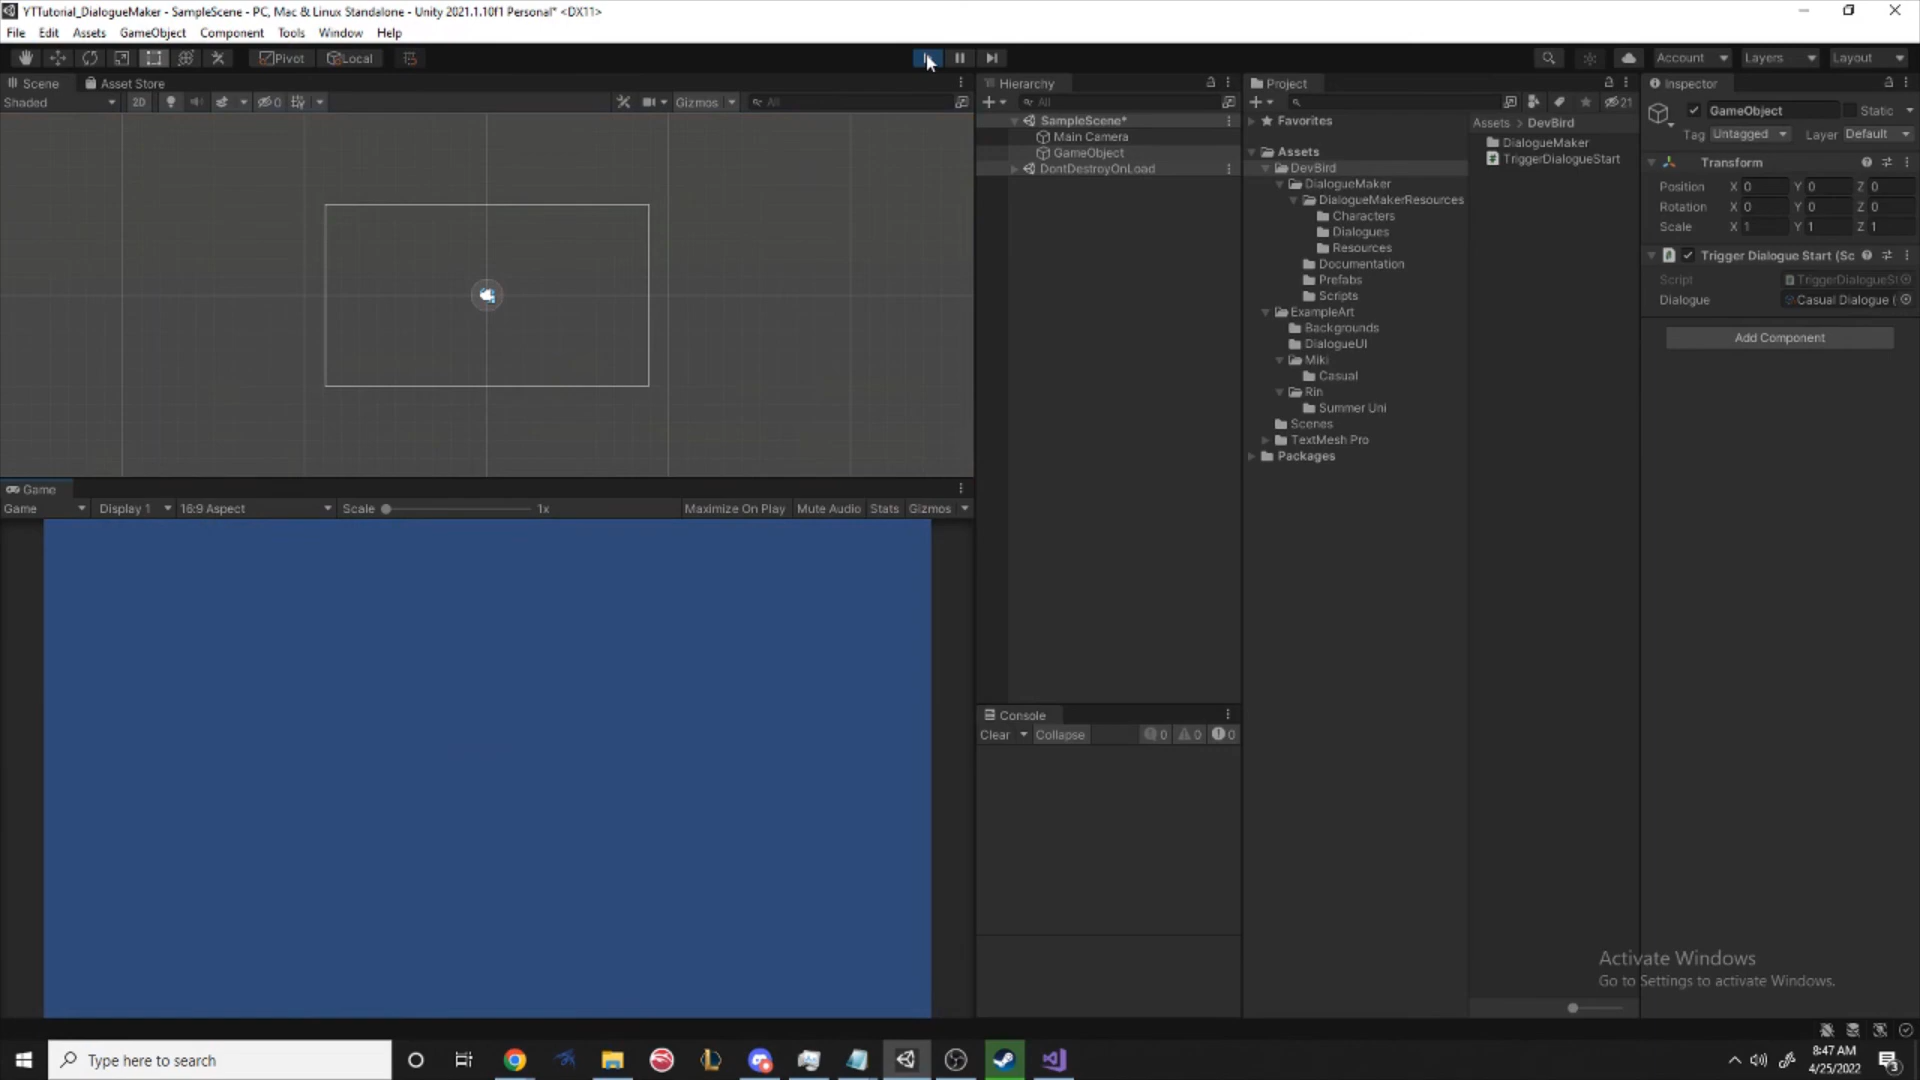 YTTutorial_DialogueMaker - SampleScene - PC, Mac & Linux Standalone - Unity 2021.1.10f1 Personal* <DX11>
File Edit Assets GameObject Component Tools Window Help
Pivot Local Account Layers Layout
Scene Asset Store
Shaded 2D 0 Gizmos All
Hierarchy
All
SampleScene*
Main Camera
GameObject
DontDestroyOnLoad
Project
21
Favorites
Assets
DevBird
DialogueMaker
DialogueMakerResources
Characters
Dialogues
Resources
Documentation
Prefabs
Scripts
ExampleArt
Backgrounds
DialogueUI
Miki
Casual
Rin
Summer Uni
Scenes
TextMesh Pro
Packages
Assets > DevBird
DialogueMaker
TriggerDialogueStart
Inspector
GameObject Static
Tag Untagged Layer Default
Transform
Position X 0 Y 0 Z 0
Rotation X 0 Y 0 Z 0
Scale X 1 Y 1 Z 1
Trigger Dialogue Start (Sc
Script TriggerDialogueSt
Dialogue Casual Dialogue (
Add Component
Game
Game Display 1 16:9 Aspect Scale 1x Maximize On Play Mute Audio Stats Gizmos
Console
Clear Collapse 0 0 0
Activate Windows
Go to Settings to activate Windows.
Type here to search
8:47 AM
4/25/2022
3